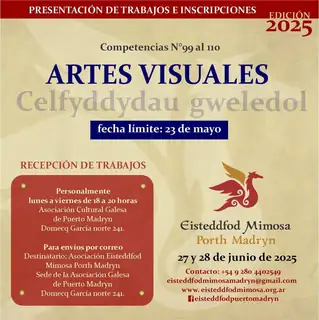 PRESENTACIÓN DE TRABAJOS E INSCRIPCIONES
EDICIÓN
2025
Competencias N°99 al 110
ARTES VISUALES
Celfyddydau gweledol
fecha límite: 23 de mayo
RECEPCIÓN DE TRABAJOS
Personalmente
lunes a viernes de 18 a 20 horas
Asociación Cultural Galesa
de Puerto Madryn
Domecq García norte 241.
Para envíos por correo
Destinatario: Asociación Eisteddfod
Mimosa Porth Madryn
Sede de la Asociación Galesa
de Puerto Madryn
Domecq García norte 241.
Eisteddfod Mimosa
Porth Madryn
27 y 28 de junio de 2025
Contacto: +54 9 280 4402549
eisteddfodmimosamadryn@gmail.com
www.eisteddfodmimosa.org.ar
eisteddfodpuertomadryn